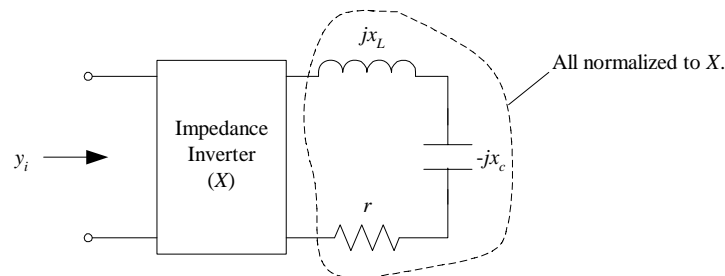 jx_L
All normalized to X.
Impedance
Inverter
(X)
-jx_c
y_i
r